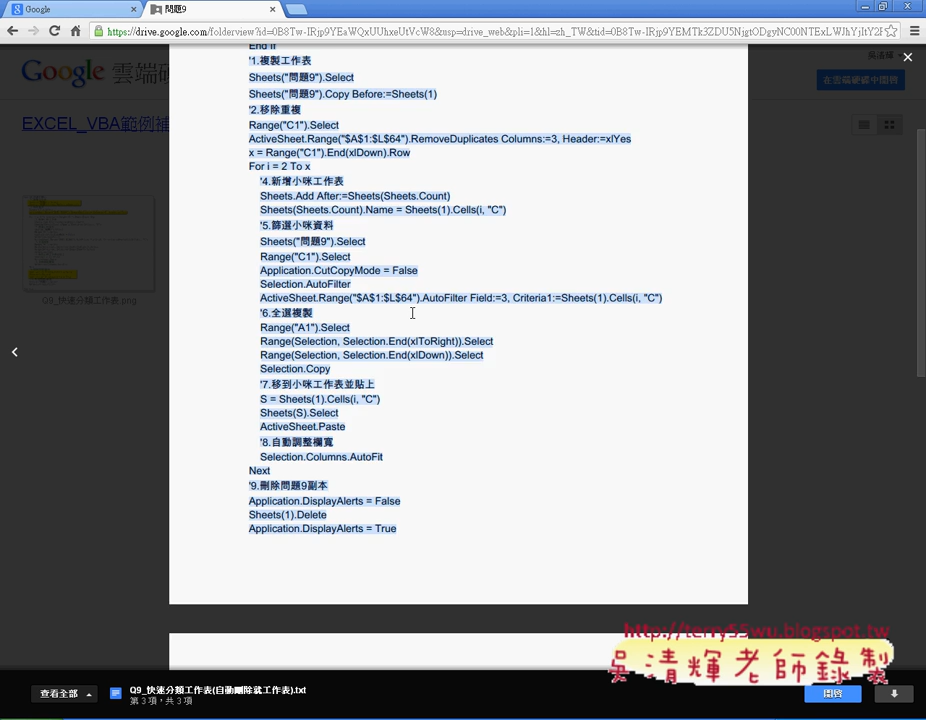 Google
問題9
https://drive.google.com/folderview?id=0B8Tw-IRjp9YEaWQxUUhxeUtYcW8&usp=drive_web&pli=1&hl=zh_TW&tid=0B8Tw-IRjp9YEMTk3ZDU5NjgtODgyNC00NTExLWJhYjItY2F
Google 雲端硬
在雲端硬碟中開啟
EXCEL_VBA範例補
Q9_快速分類工作表.png
End If
'1.複製工作表
Sheets("問題9").Select
Sheets("問題9").Copy Before:=Sheets(1)
'2.移除重複
Range("C1").Select
ActiveSheet.Range("$A$1:$L$64").RemoveDuplicates Columns:=3, Header:=xlYes
x = Range("C1").End(xlDown).Row
For i = 2 To x
'4.新增小咪工作表
Sheets.Add After:=Sheets(Sheets.Count)
Sheets(Sheets.Count).Name = Sheets(1).Cells(i, "C")
'5.篩選小咪資料
Sheets("問題9").Select
Range("C1").Select
Application.CutCopyMode = False
Selection.AutoFilter
ActiveSheet.Range("$A$1:$L$64").AutoFilter Field:=3, Criteria1:=Sheets(1).Cells(i, "C")
'6.全選複製
Range("A1").Select
Range(Selection, Selection.End(xlToRight)).Select
Range(Selection, Selection.End(xlDown)).Select
Selection.Copy
'7.移到小咪工作表並貼上
S = Sheets(1).Cells(i, "C")
Sheets(S).Select
ActiveSheet.Paste
'8.自動調整欄寬
Selection.Columns.AutoFit
Next
'9.刪除問題9副本
Application.DisplayAlerts = False
Sheets(1).Delete
Application.DisplayAlerts = True
http://terry55wu.blogspot.tw
吳清輝老師錄製
查看全部
Q9_快速分類工作表(自動刪除就工作表).txt
第 3 項，共 3 項
開啟